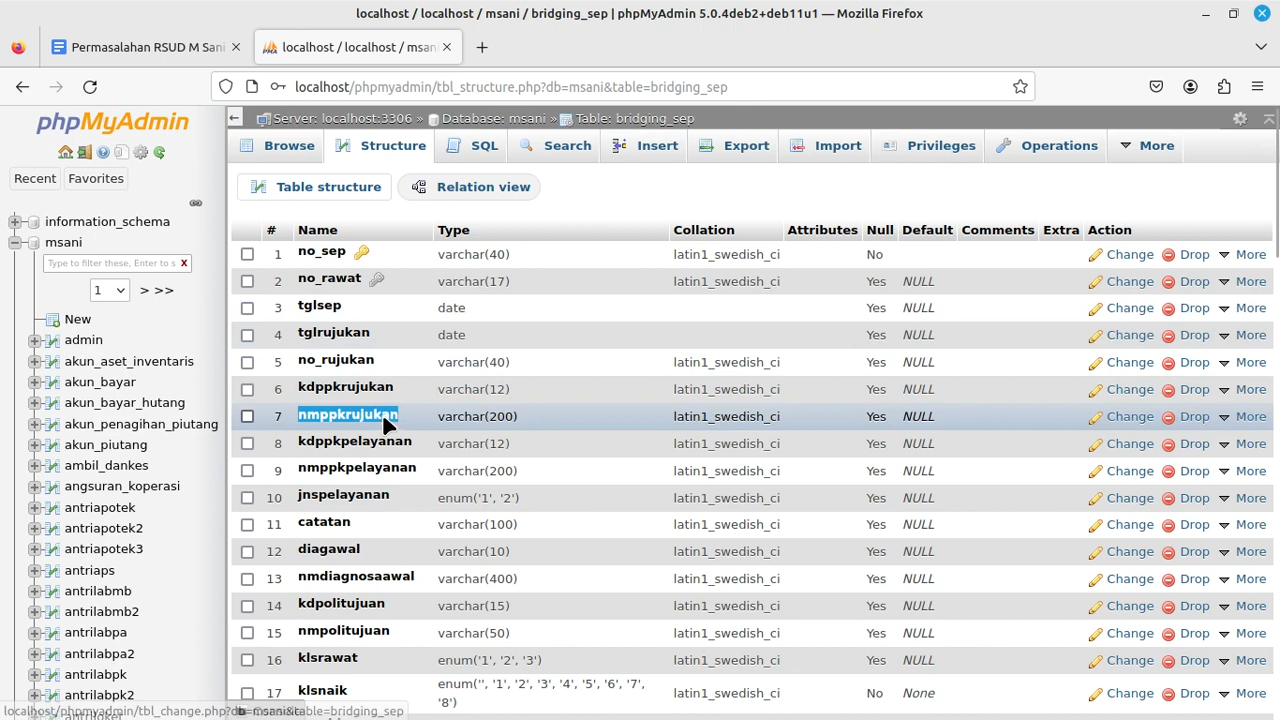 localhost / localhost / msani / bridging_sep | phpMyAdmin 5.0.4deb2+deb11u1 — Mozilla Firefox
Permasalahan RSUD M Sani
localhost / localhost / msani
localhost/phpmyadmin/tbl_structure.php?db=msani&table=bridging_sep
phpMyAdmin
Recent Favorites
information_schema
msani
Type to filter these, Enter to s X
1 > >>
New
admin
akun_aset_inventaris
akun_bayar
akun_bayar_hutang
akun_penagihan_piutang
akun_piutang
ambil_dankes
angsuran_koperasi
antriapotek
antriapotek2
antriapotek3
antriaps
antrilabmb
antrilabmb2
antrilabpa
antrilabpa2
antrilabpk
antrilabpk2
Server: localhost:3306 » Database: msani » Table: bridging_sep
Browse Structure SQL Search Insert Export Import Privileges Operations More
Table structure Relation view
# Name Type Collation Attributes Null Default Comments Extra Action
1 no_sep varchar(40) latin1_swedish_ci No Change Drop More
2 no_rawat varchar(17) latin1_swedish_ci Yes NULL Change Drop More
3 tglsep date Yes NULL Change Drop More
4 tglrujukan date Yes NULL Change Drop More
5 no_rujukan varchar(40) latin1_swedish_ci Yes NULL Change Drop More
6 kdppkrujukan varchar(12) latin1_swedish_ci Yes NULL Change Drop More
7 nmppkrujukan varchar(200) latin1_swedish_ci Yes NULL Change Drop More
8 kdppkpelayanan varchar(12) latin1_swedish_ci Yes NULL Change Drop More
9 nmppkpelayanan varchar(200) latin1_swedish_ci Yes NULL Change Drop More
10 jnspelayanan enum('1', '2') latin1_swedish_ci Yes NULL Change Drop More
11 catatan varchar(100) latin1_swedish_ci Yes NULL Change Drop More
12 diagawal varchar(10) latin1_swedish_ci Yes NULL Change Drop More
13 nmdiagnosaawal varchar(400) latin1_swedish_ci Yes NULL Change Drop More
14 kdpolitujuan varchar(15) latin1_swedish_ci Yes NULL Change Drop More
15 nmpolitujuan varchar(50) latin1_swedish_ci Yes NULL Change Drop More
16 klsrawat enum('1', '2', '3') latin1_swedish_ci Yes NULL Change Drop More
17 klsnaik enum('', '1', '2', '3', '4', '5', '6', '7', '8') latin1_swedish_ci No None Change Drop More
localhost/phpmyadmin/tbl_change.php?db=msani&table=bridging_sep